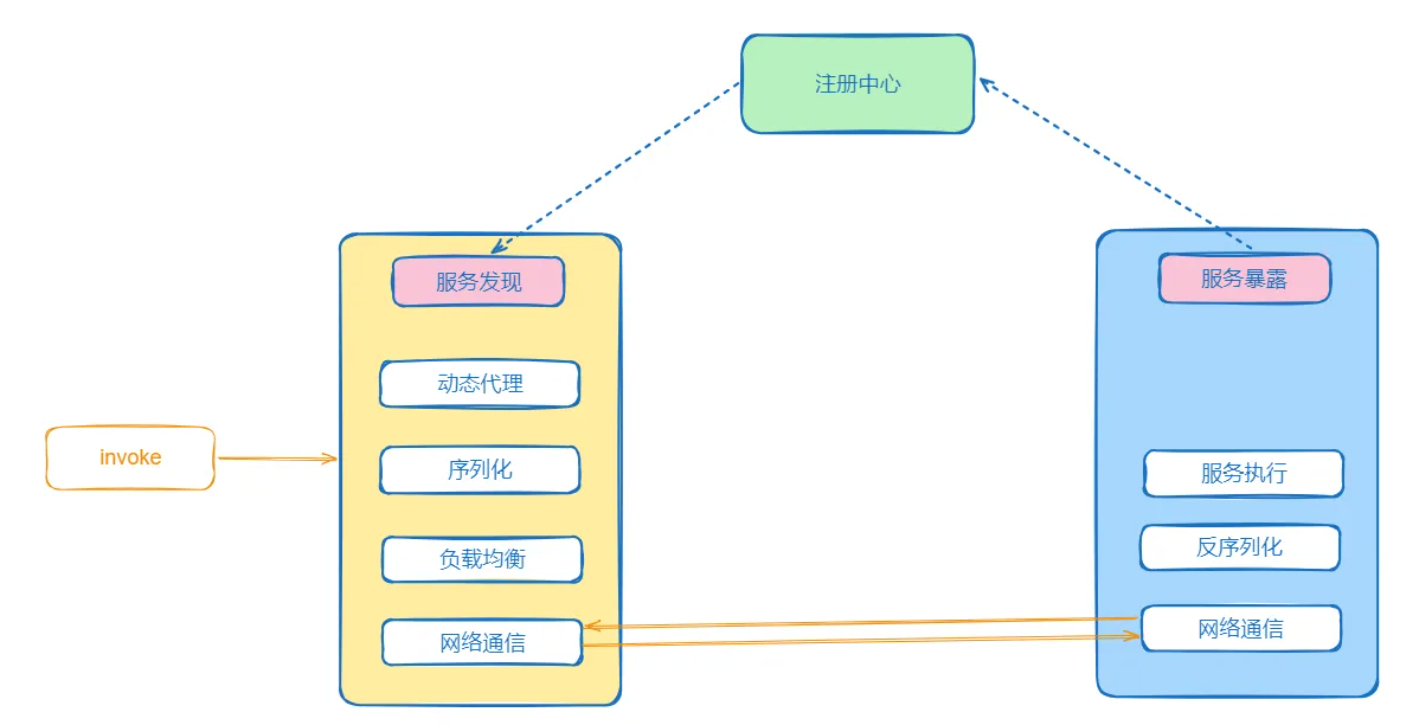 注册中心
服务发现
动态代理
序列化
负载均衡
网络通信
invoke
服务暴露
服务执行
反序列化
网络通信